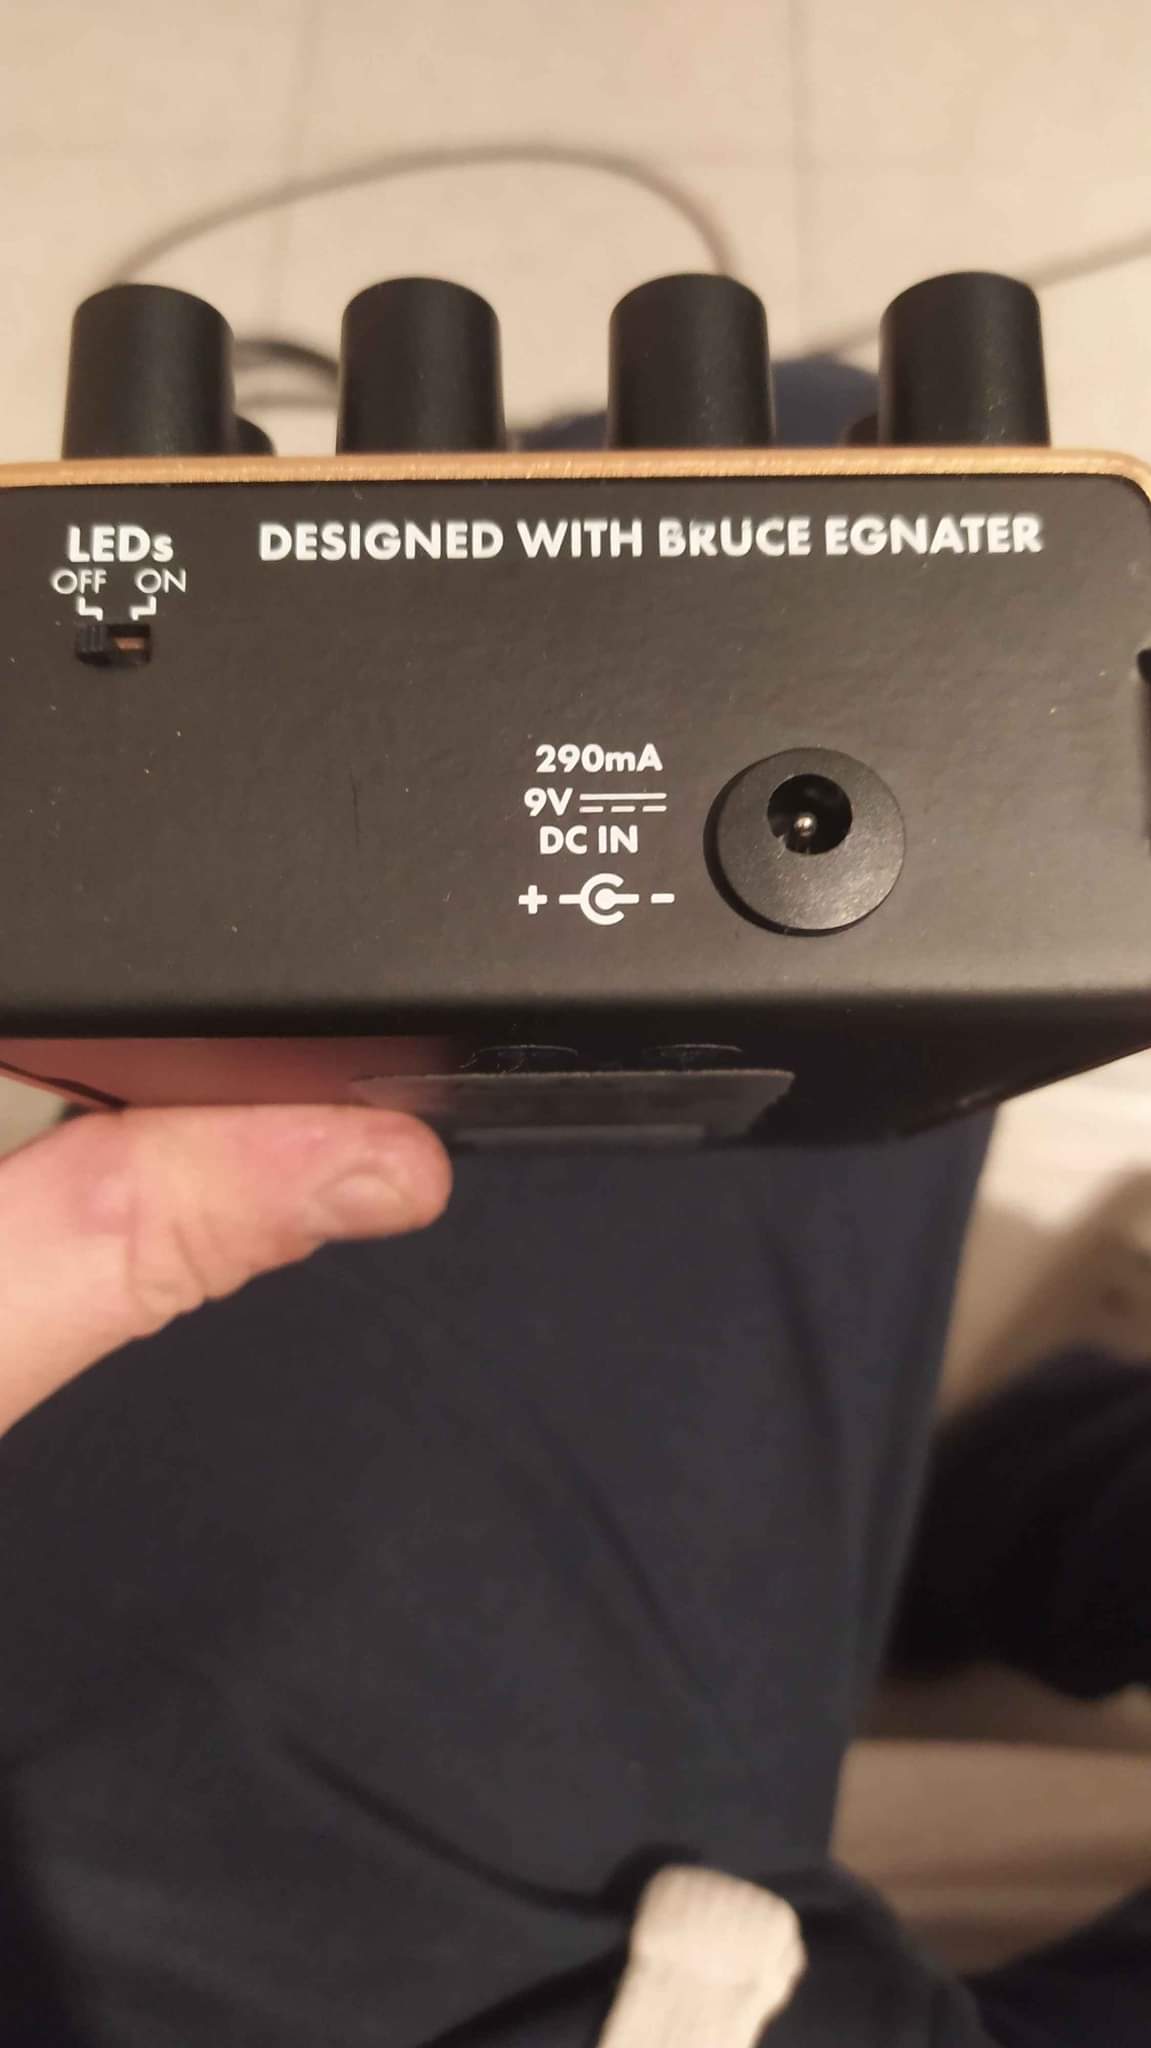 LEDs
OFF ON
DESIGNED WITH BRUCE EGNATER
290mA
9V
DC IN
+ -